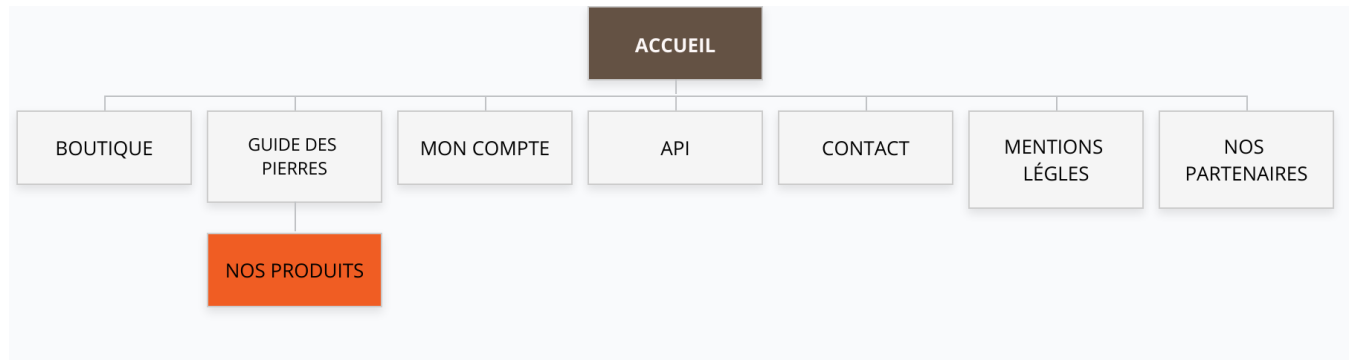 ACCUEIL
BOUTIQUE
GUIDE DES
PIERRES
MON COMPTE
API
CONTACT
MENTIONS
LÉGLES
NOS
PARTENAIRES
NOS PRODUITS